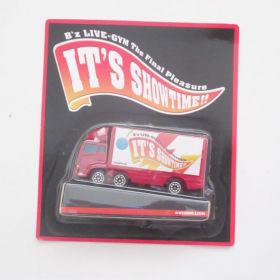 B'z LIVE-GYM The Final Pleasure
IT'S SHOWTIME!!
IT'S SHOWTIME!!